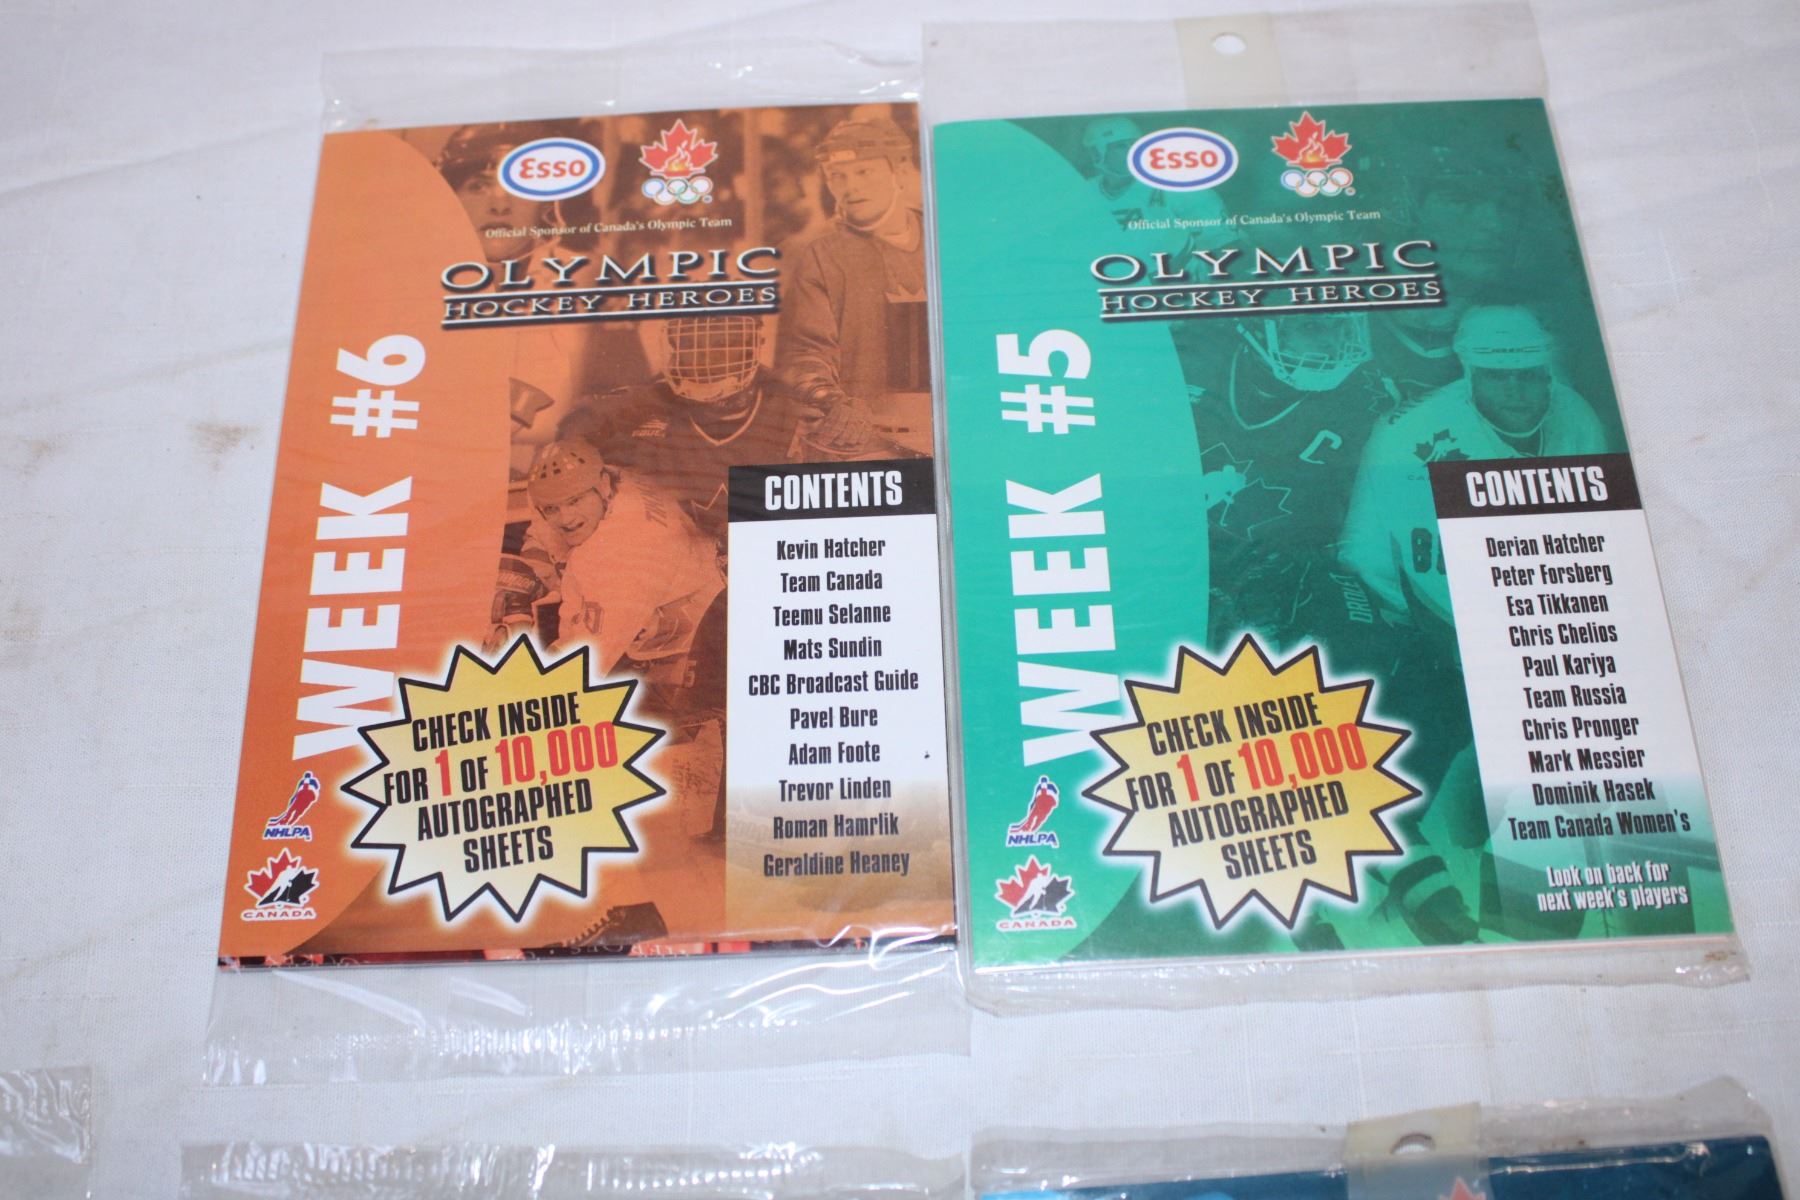 Esso
Official Sponsor of Canada's Olympic Team
OLYMPIC
HOCKEY HEROES
WEEK #6
CONTENTS
Kevin Hatcher
Team Canada
Teemu Selanne
Mats Sundin
CBC Broadcast Guide
Pavel Bure
Adam Foote
Trevor Linden
Roman Hamrlik
Geraldine Heaney
CHECK INSIDE
FOR 1 OF 10,000
AUTOGRAPHED
SHEETS
NHLPA
CANADA
Esso
Official Sponsor of Canada's Olympic Team
OLYMPIC
HOCKEY HEROES
WEEK #5
CONTENTS
Derian Hatcher
Peter Forsberg
Esa Tikkanen
Chris Chelios
Paul Kariya
Team Russia
Chris Pronger
Mark Messier
Dominik Hasek
Team Canada Women's
Look on back for
next week's players
CHECK INSIDE
FOR 1 OF 10,000
AUTOGRAPHED
SHEETS
NHLPA
CANADA